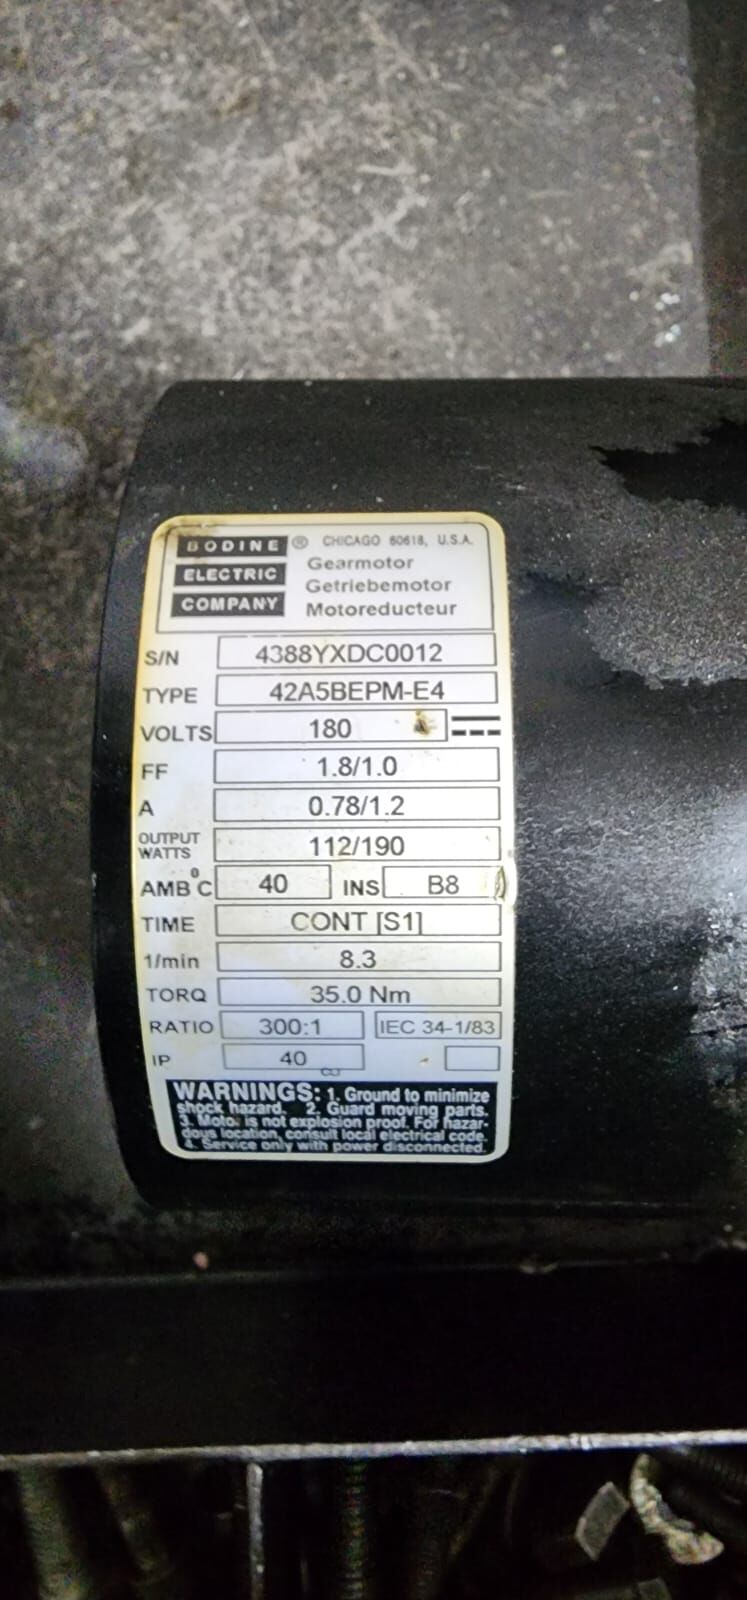 BODINE ® CHICAGO 60618, U.S.A.
ELECTRIC Gearmotor
COMPANY Getriebemotor
Motoreducteur
S/N 4388YXDC0012
TYPE 42A5BEPM-E4
VOLTS 180
FF 1.8/1.0
A 0.78/1.2
OUTPUT WATTS 112/190
AMB °C 40 INS B8
TIME CONT [S1]
1/min 8.3
TORQ 35.0 Nm
RATIO 300:1 IEC 34-1/83
IP 40
CU
WARNINGS: 1. Ground to minimize
shock hazard. 2. Guard moving parts.
3. Motor is not explosion proof. For hazar-
dous location, consult local electrical code.
4. Service only with power disconnected.